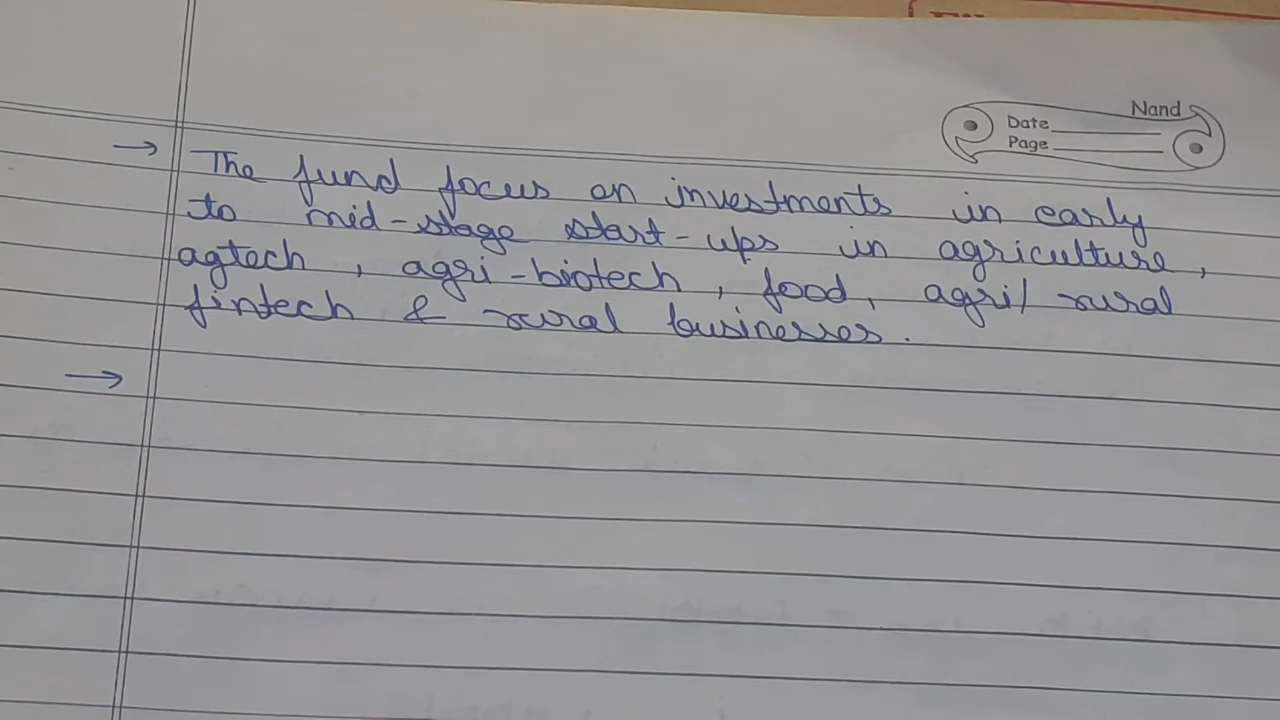 Nand
Date
Page
→ The fund focus on investments in early
to mid-stage start-ups in agriculture,
agtech, agri-biotech, food, agri/rural
fintech & rural businesses.
→